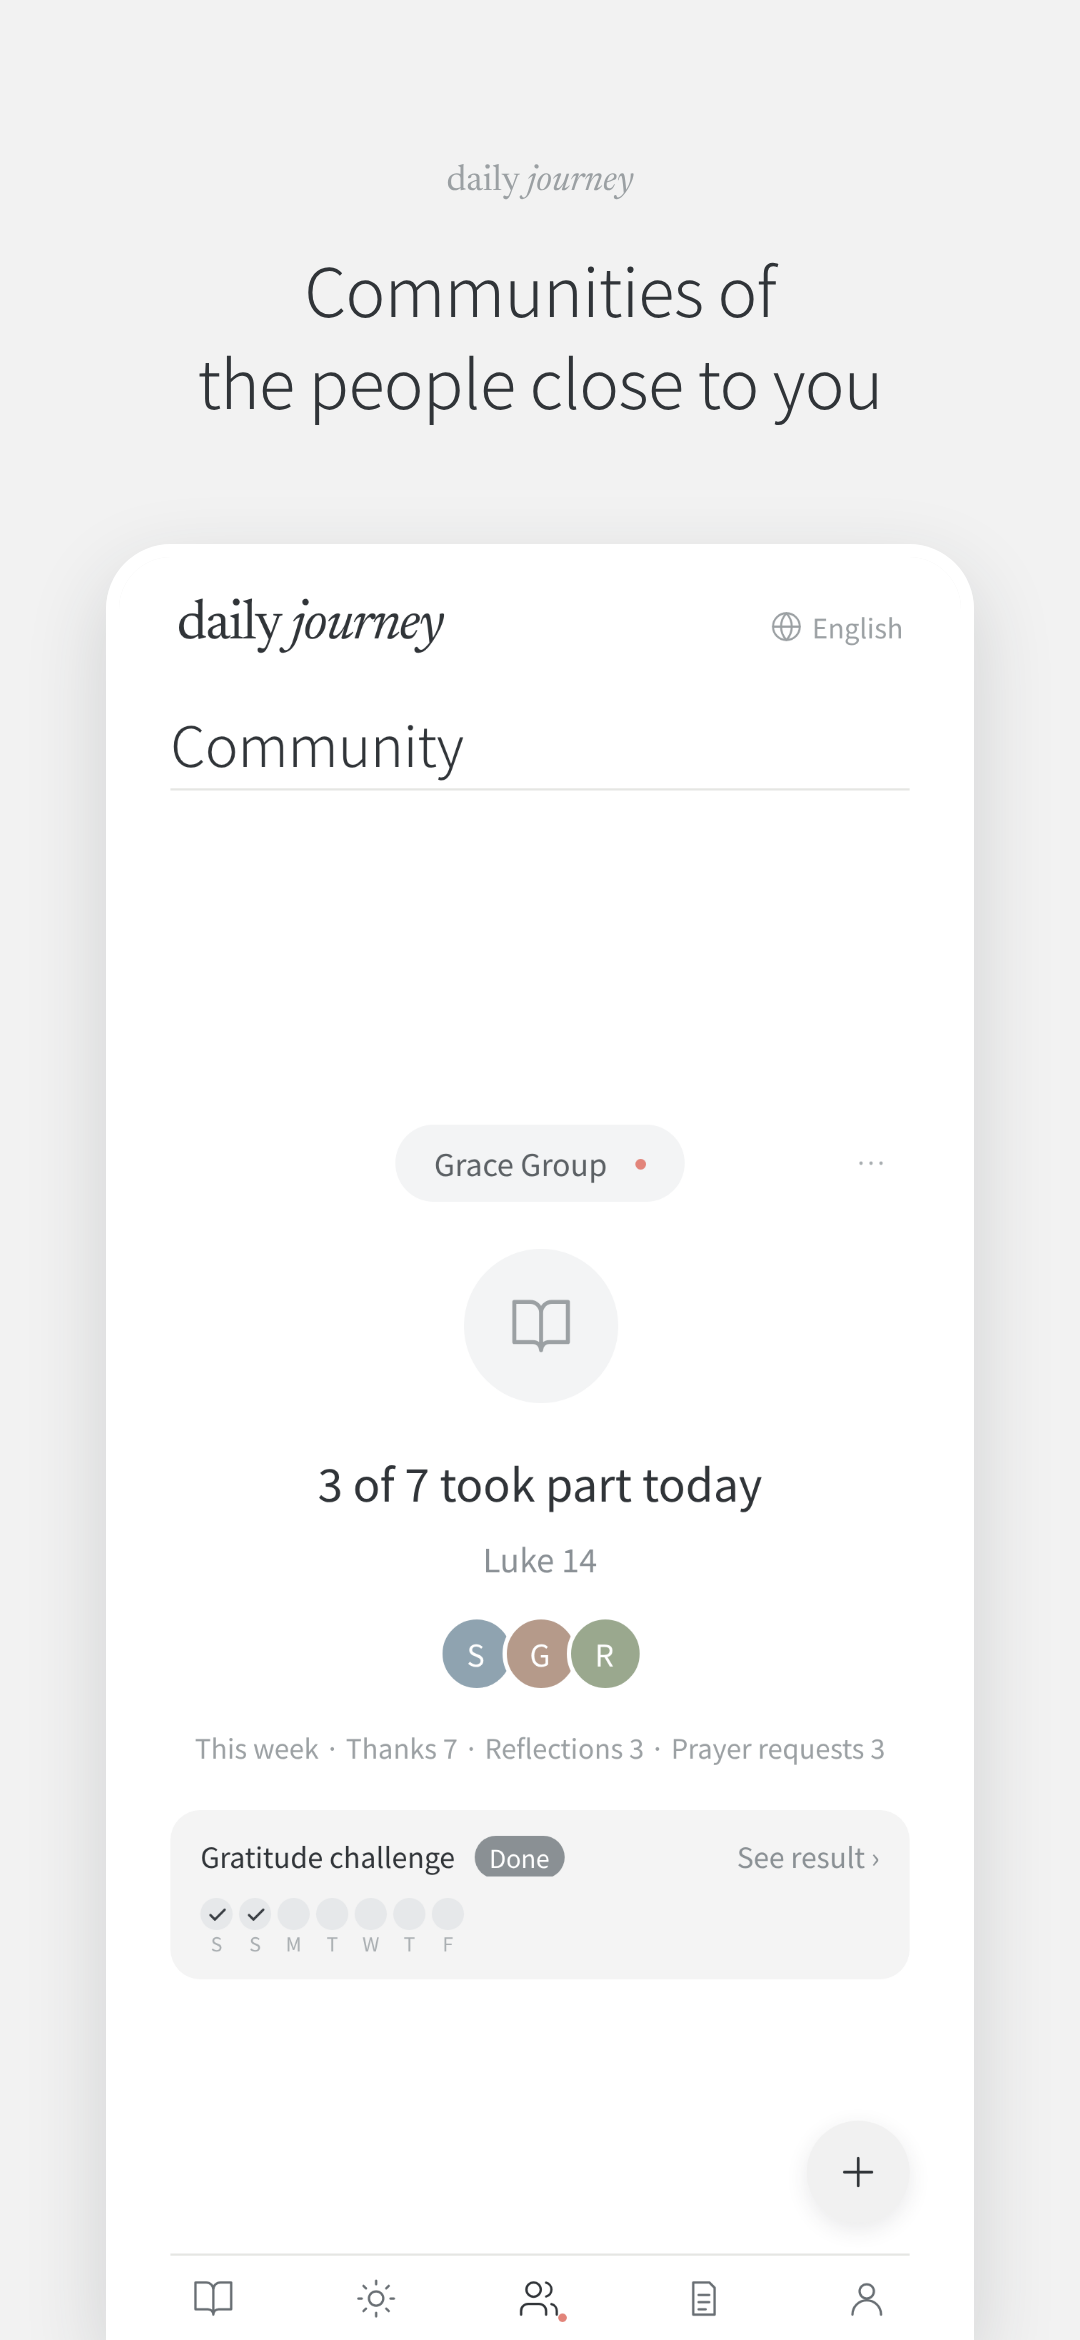 daily journey
Communities of
the people close to you
daily journey
English
Community
Grace Group
...
3 of 7 took part today
Luke 14
S G R
This week · Thanks 7 · Reflections 3 · Prayer requests 3
Gratitude challenge Done See result ›
S S M T W T F
+